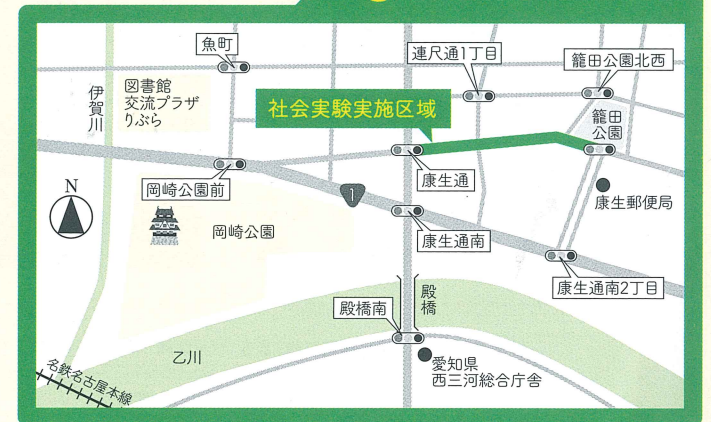 魚町
連尺通1丁目
籠田公園北西
図書館
交流プラザ
りぶら
伊賀川
社会実験実施区域
籠田
公園
康生通
岡崎公園前
N
1
康生郵便局
岡崎公園
康生通南
康生通南2丁目
殿橋南
殿橋
乙川
愛知県
西三河総合庁舎
名鉄名古屋本線